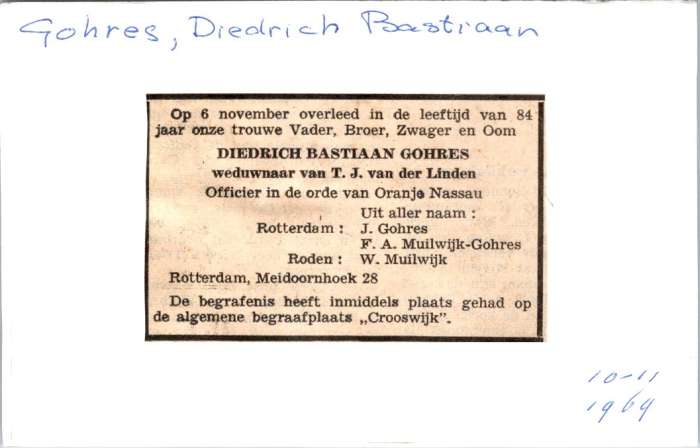 Gohres, Diedrich Bastiaan
Op 6 november overleed in de leeftijd van 84
jaar onze trouwe Vader, Broer, Zwager en Oom
DIEDRICH BASTIAAN GOHRES
weduwnaar van T. J. van der Linden
Officier in de orde van Oranje Nassau
Uit aller naam :
Rotterdam : J. Gohres
F. A. Muilwijk-Gohres
Roden : W. Muilwijk
Rotterdam, Meidoornhoek 28
De begrafenis heeft inmiddels plaats gehad op
de algemene begraafplaats „Crooswijk".
10-11
1969